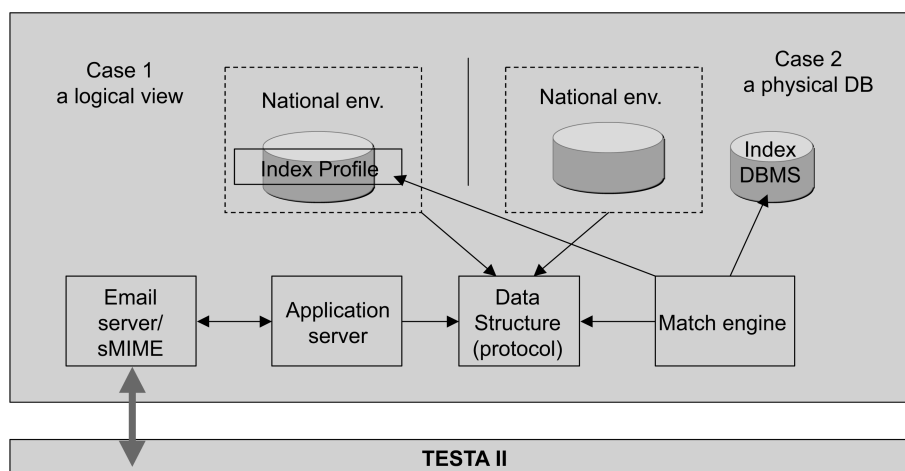 Case 1
a logical view
National env.
Index Profile
National env.
Case 2
a physical DB
Index
DBMS
Email
server/
sMIME
Application
server
Data
Structure
(protocol)
Match engine
TESTA II